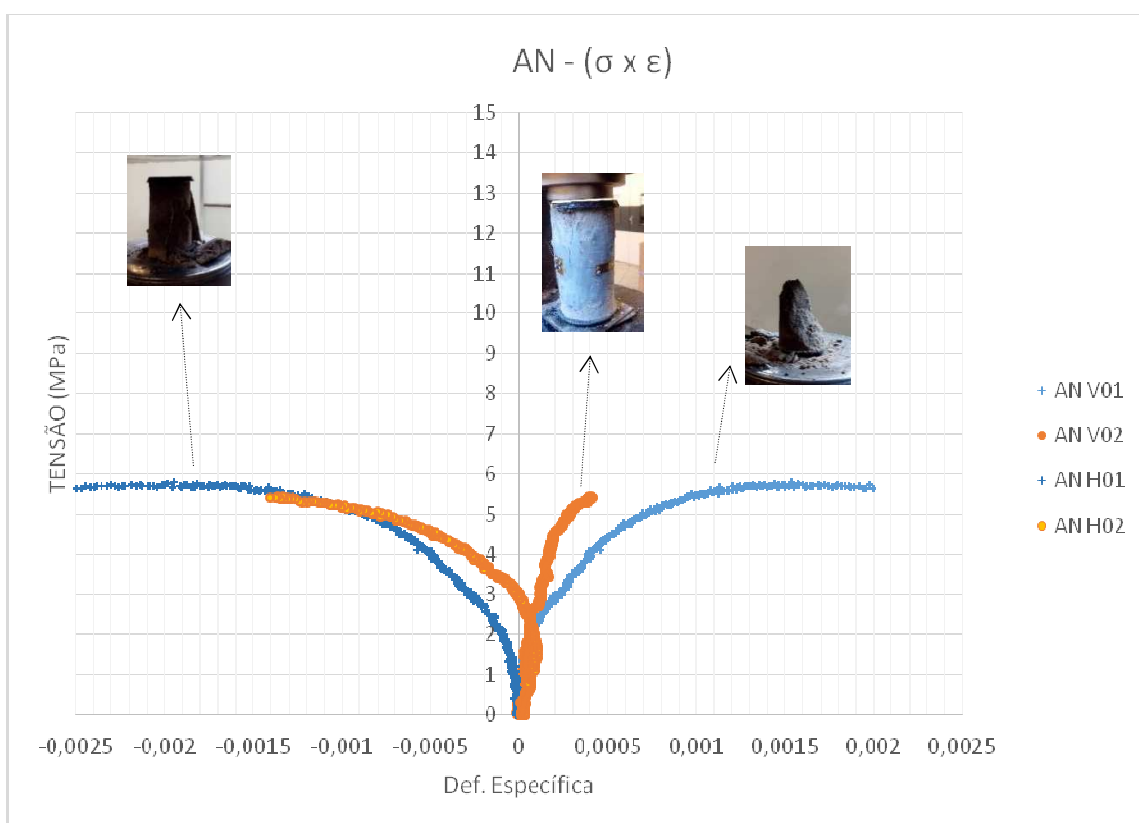 AN - (σ x ε)
15
14
13
12
11
10
9
8
7
6
5
4
3
2
1
0
TENSÃO (MPa)
-0,0025 -0,002 -0,0015 -0,001 -0,0005 0 0,0005 0,001 0,0015 0,002 0,0025
Def. Específica
AN V01
AN V02
AN H01
AN H02